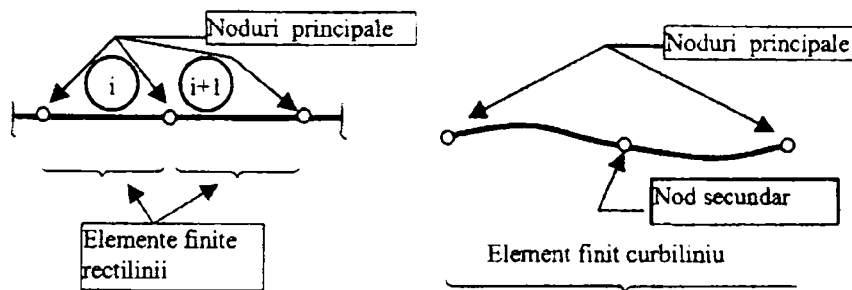 Noduri principale
i
i+1
Elemente finite
rectilinii
Noduri principale
Nod secundar
Element finit curbiliniu